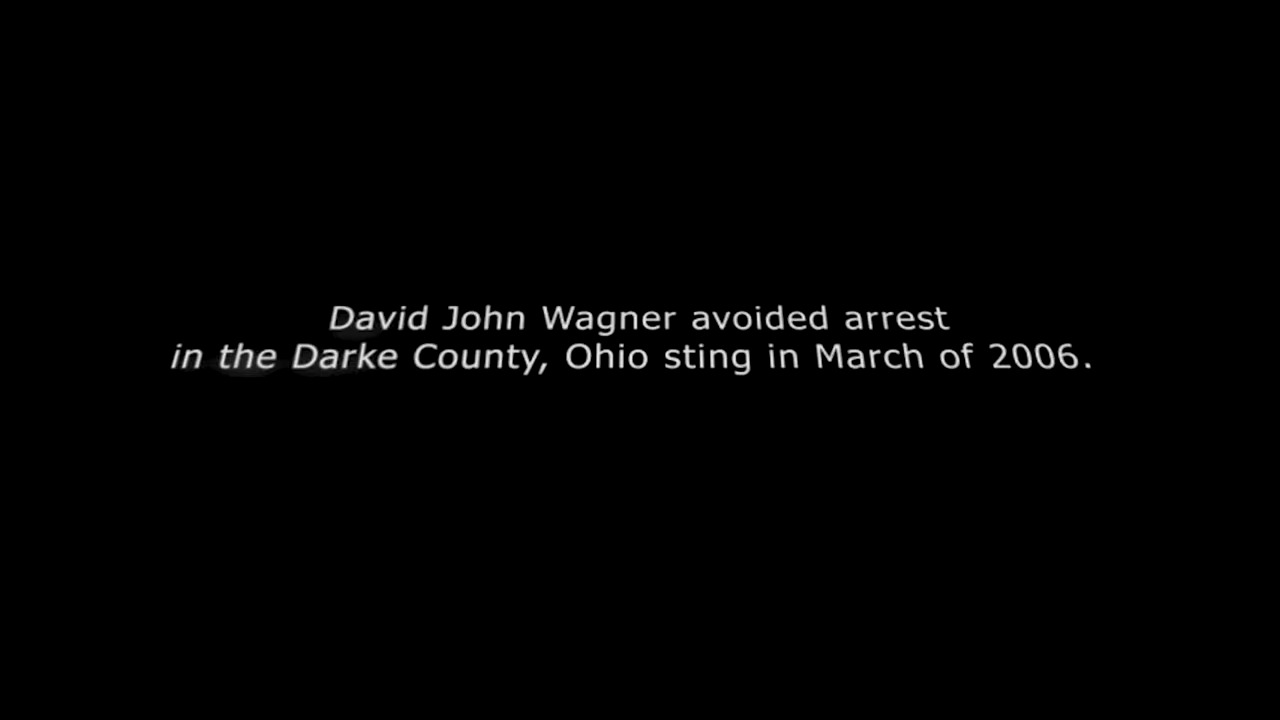 David John Wagner avoided arrest
in the Darke County, Ohio sting in March of 2006.